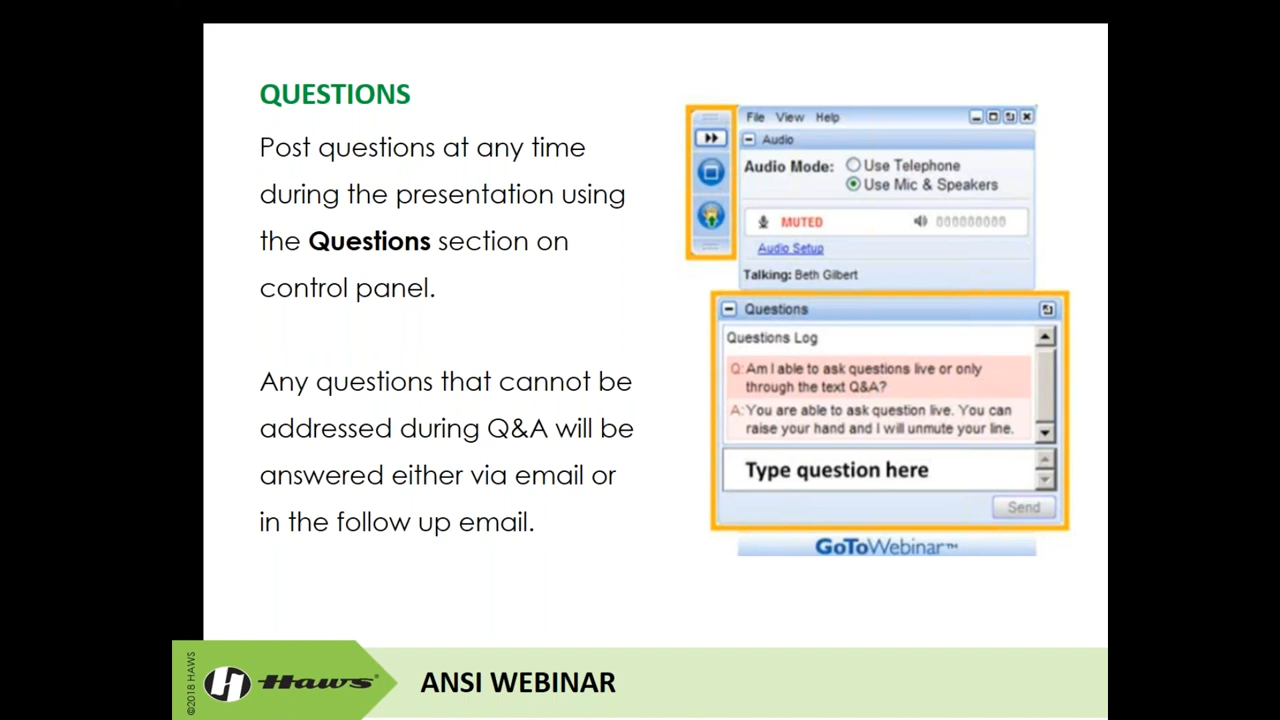 QUESTIONS
Post questions at any time
during the presentation using
the Questions section on
control panel.
Any questions that cannot be
addressed during Q&A will be
answered either via email or
in the follow up email.
File View Help
Audio
Audio Mode: Use Telephone
Use Mic & Speakers
MUTED 000000000
Audio Setup
Talking: Beth Gilbert
Questions
Questions Log
Q: Am I able to ask questions live or only
through the text Q&A?
A: You are able to ask question live. You can
raise your hand and I will unmute your line.
Type question here
Send
GoToWebinar™
©2018 HAWS
H Haws®
ANSI WEBINAR